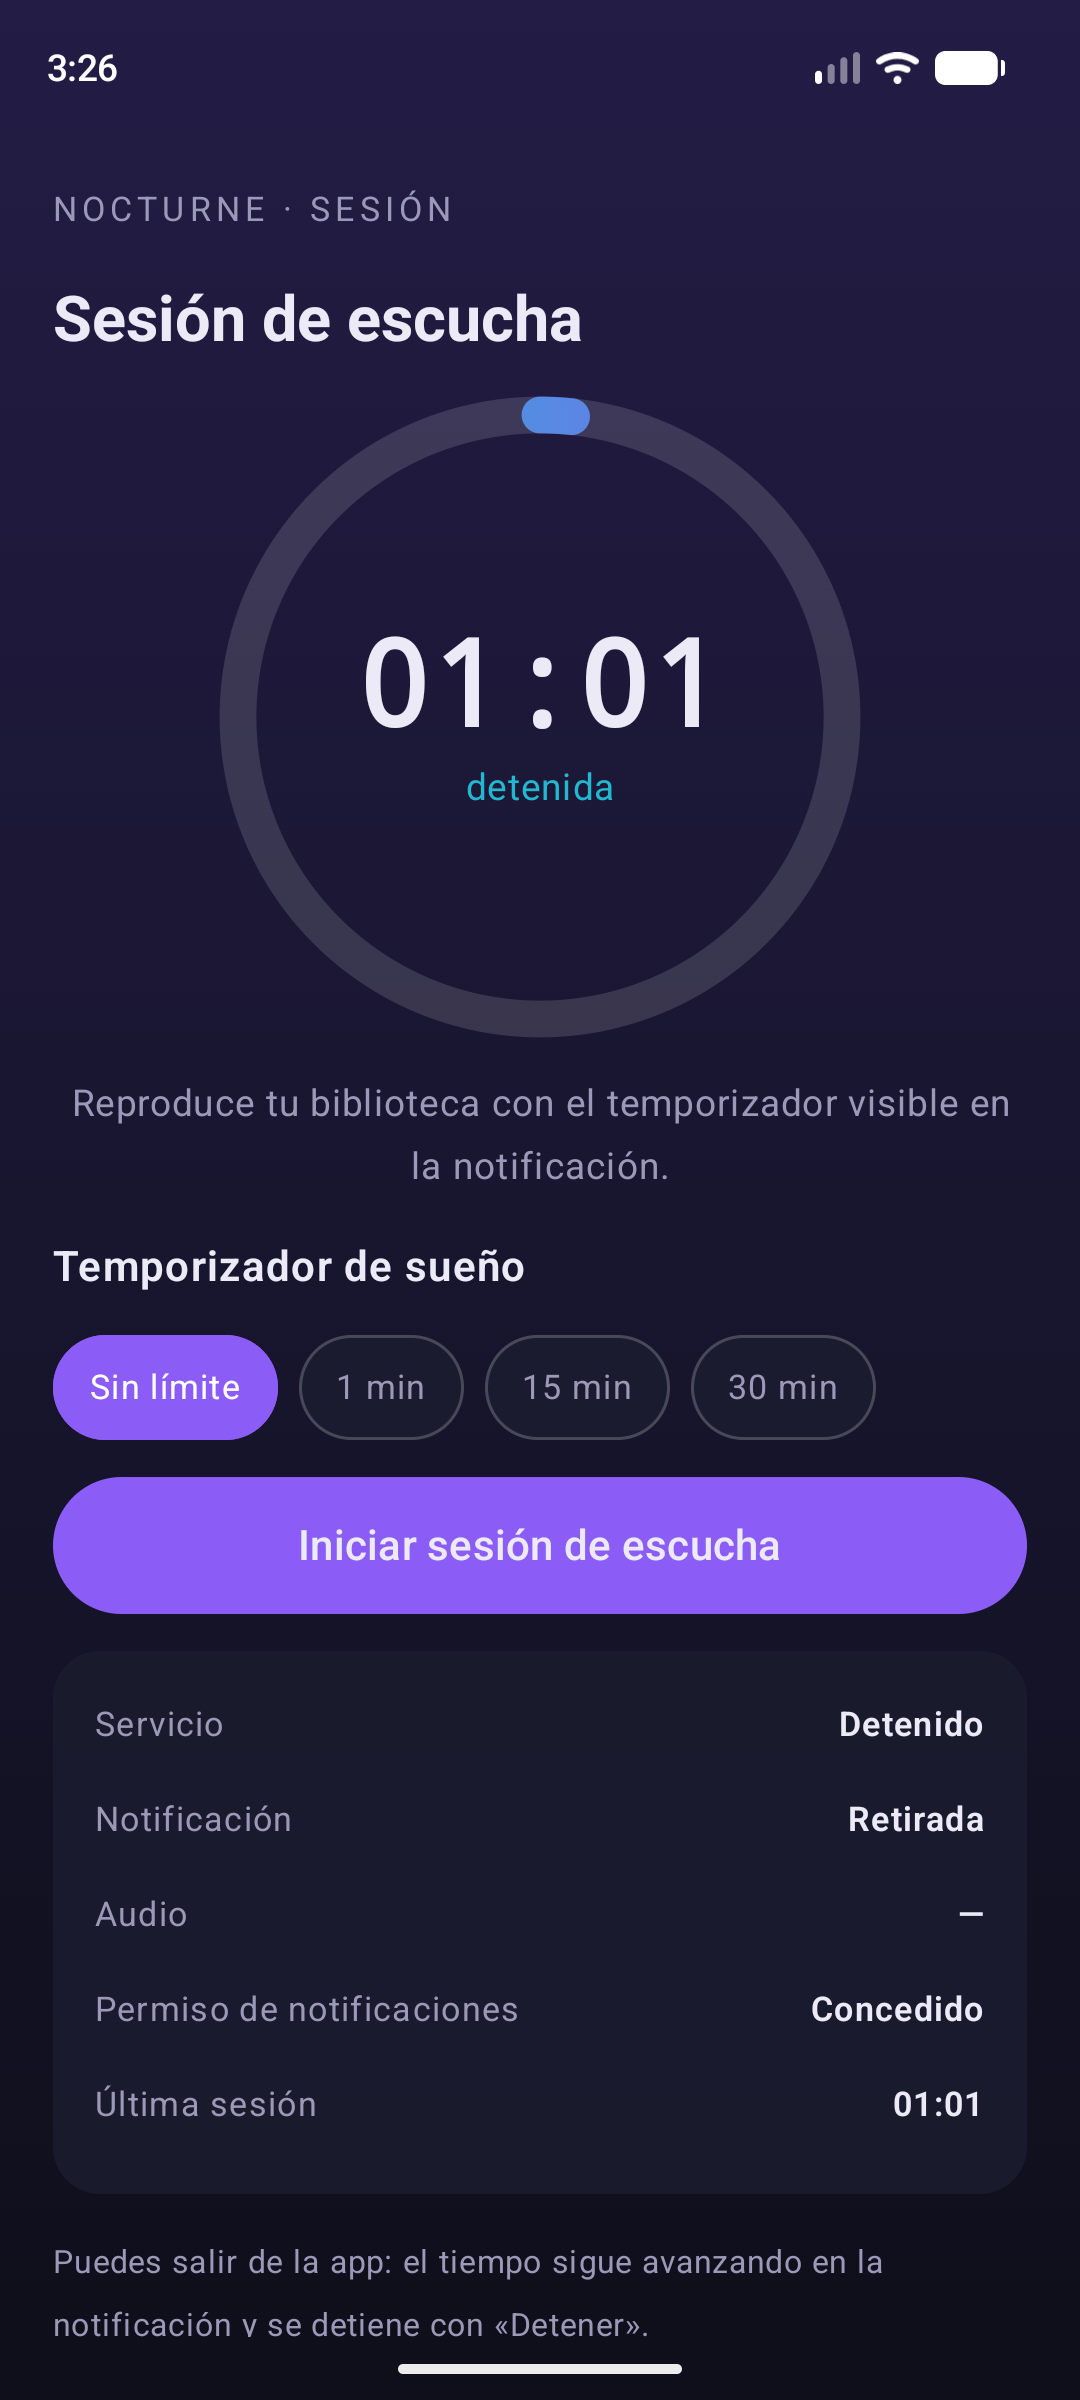 3:26
NOCTURNE · SESIÓN
Sesión de escucha
01:01
detenida
Reproduce tu biblioteca con el temporizador visible en
la notificación.
Temporizador de sueño
Sin límite
1 min
15 min
30 min
Iniciar sesión de escucha
Servicio
Detenido
Notificación
Retirada
Audio
—
Permiso de notificaciones
Concedido
Última sesión
01:01
Puedes salir de la app: el tiempo sigue avanzando en la
notificación y se detiene con «Detener».